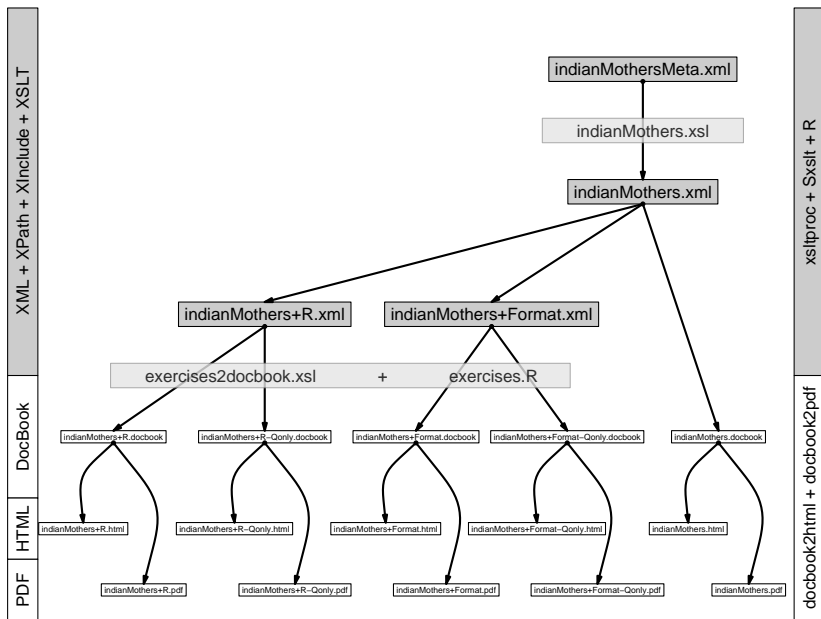 XML + XPath + XInclude + XSLT
DocBook
HTML
PDF
indianMothersMeta.xml
indianMothers.xsl
indianMothers.xml
indianMothers+R.xml
indianMothers+Format.xml
exercises2docbook.xsl + exercises.R
indianMothers+R.docbook
indianMothers+R−Qonly.docbook
indianMothers+Format.docbook
indianMothers+Format−Qonly.docbook
indianMothers.docbook
indianMothers+R.html
indianMothers+R−Qonly.html
indianMothers+Format.html
indianMothers+Format−Qonly.html
indianMothers.html
indianMothers+R.pdf
indianMothers+R−Qonly.pdf
indianMothers+Format.pdf
indianMothers+Format−Qonly.pdf
indianMothers.pdf
xsltproc + Sxslt + R
docbook2html + docbook2pdf